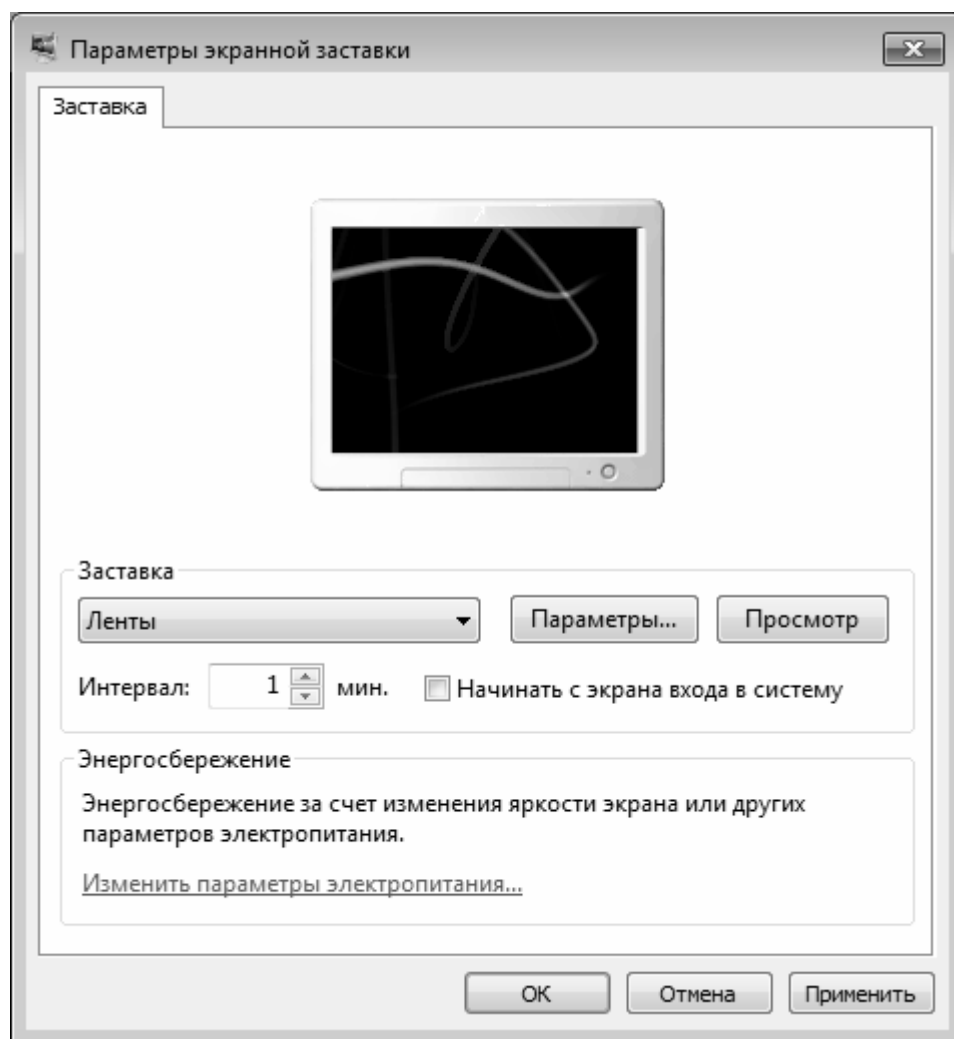 Параметры экранной заставки
Заставка
Заставка
Ленты
Параметры...
Просмотр
Интервал: 1 мин.
Начинать с экрана входа в систему
Энергосбережение
Энергосбережение за счет изменения яркости экрана или других
параметров электропитания.
Изменить параметры электропитания...
ОК
Отмена
Применить